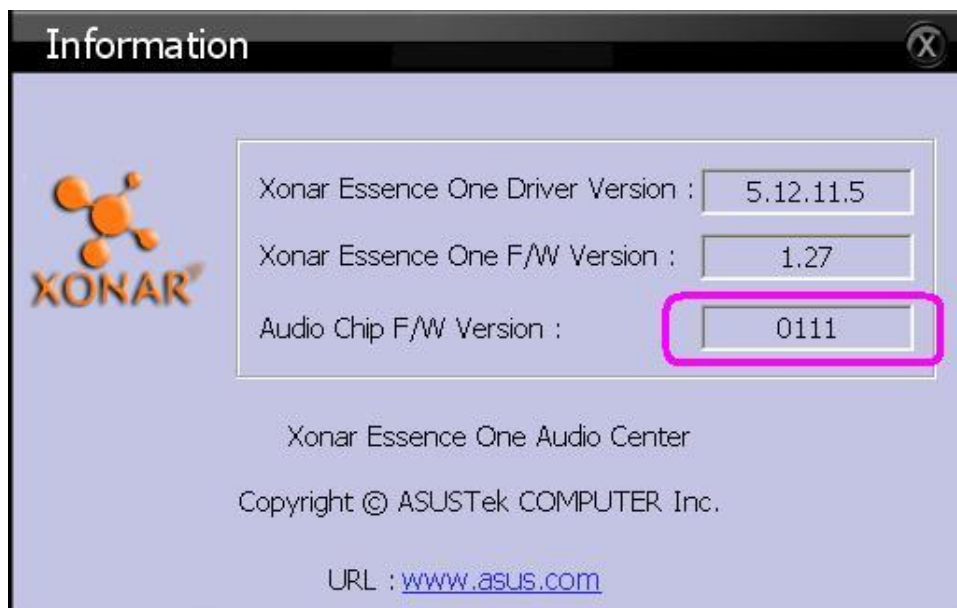 Information
X
XONAR
Xonar Essence One Driver Version : 5.12.11.5
Xonar Essence One F/W Version : 1.27
Audio Chip F/W Version : 0111
Xonar Essence One Audio Center
Copyright © ASUSTek COMPUTER Inc.
URL : www.asus.com